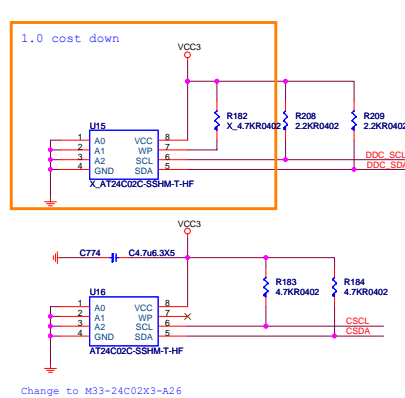 1.0 cost down
VCC3
R182
X_4.7KR0402
R208
2.2KR0402
R209
2.2KR0402
U15
1 A0 VCC 8
2 A1 WP 7
3 A2 SCL 6
4 GND SDA 5
X_AT24C02C-SSHM-T-HF
DDC_SCL
DDC_SDA
VCC3
C774 C4.7u6.3X5
R183
4.7KR0402
R184
4.7KR0402
U16
1 A0 VCC 8
2 A1 WP 7
3 A2 SCL 6
4 GND SDA 5
AT24C02C-SSHM-T-HF
CSCL
CSDA
Change to M33-24C02X3-A26